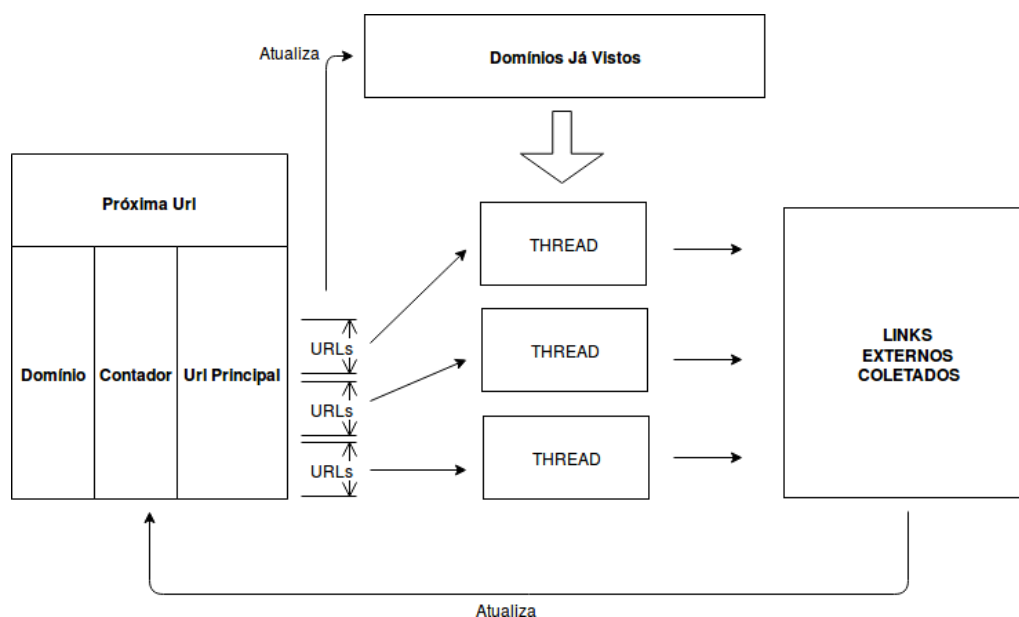 Atualiza
Domínios Já Vistos
Próxima Url
Domínio
Contador
Url Principal
URLs
URLs
URLs
THREAD
THREAD
THREAD
LINKS
EXTERNOS
COLETADOS
Atualiza